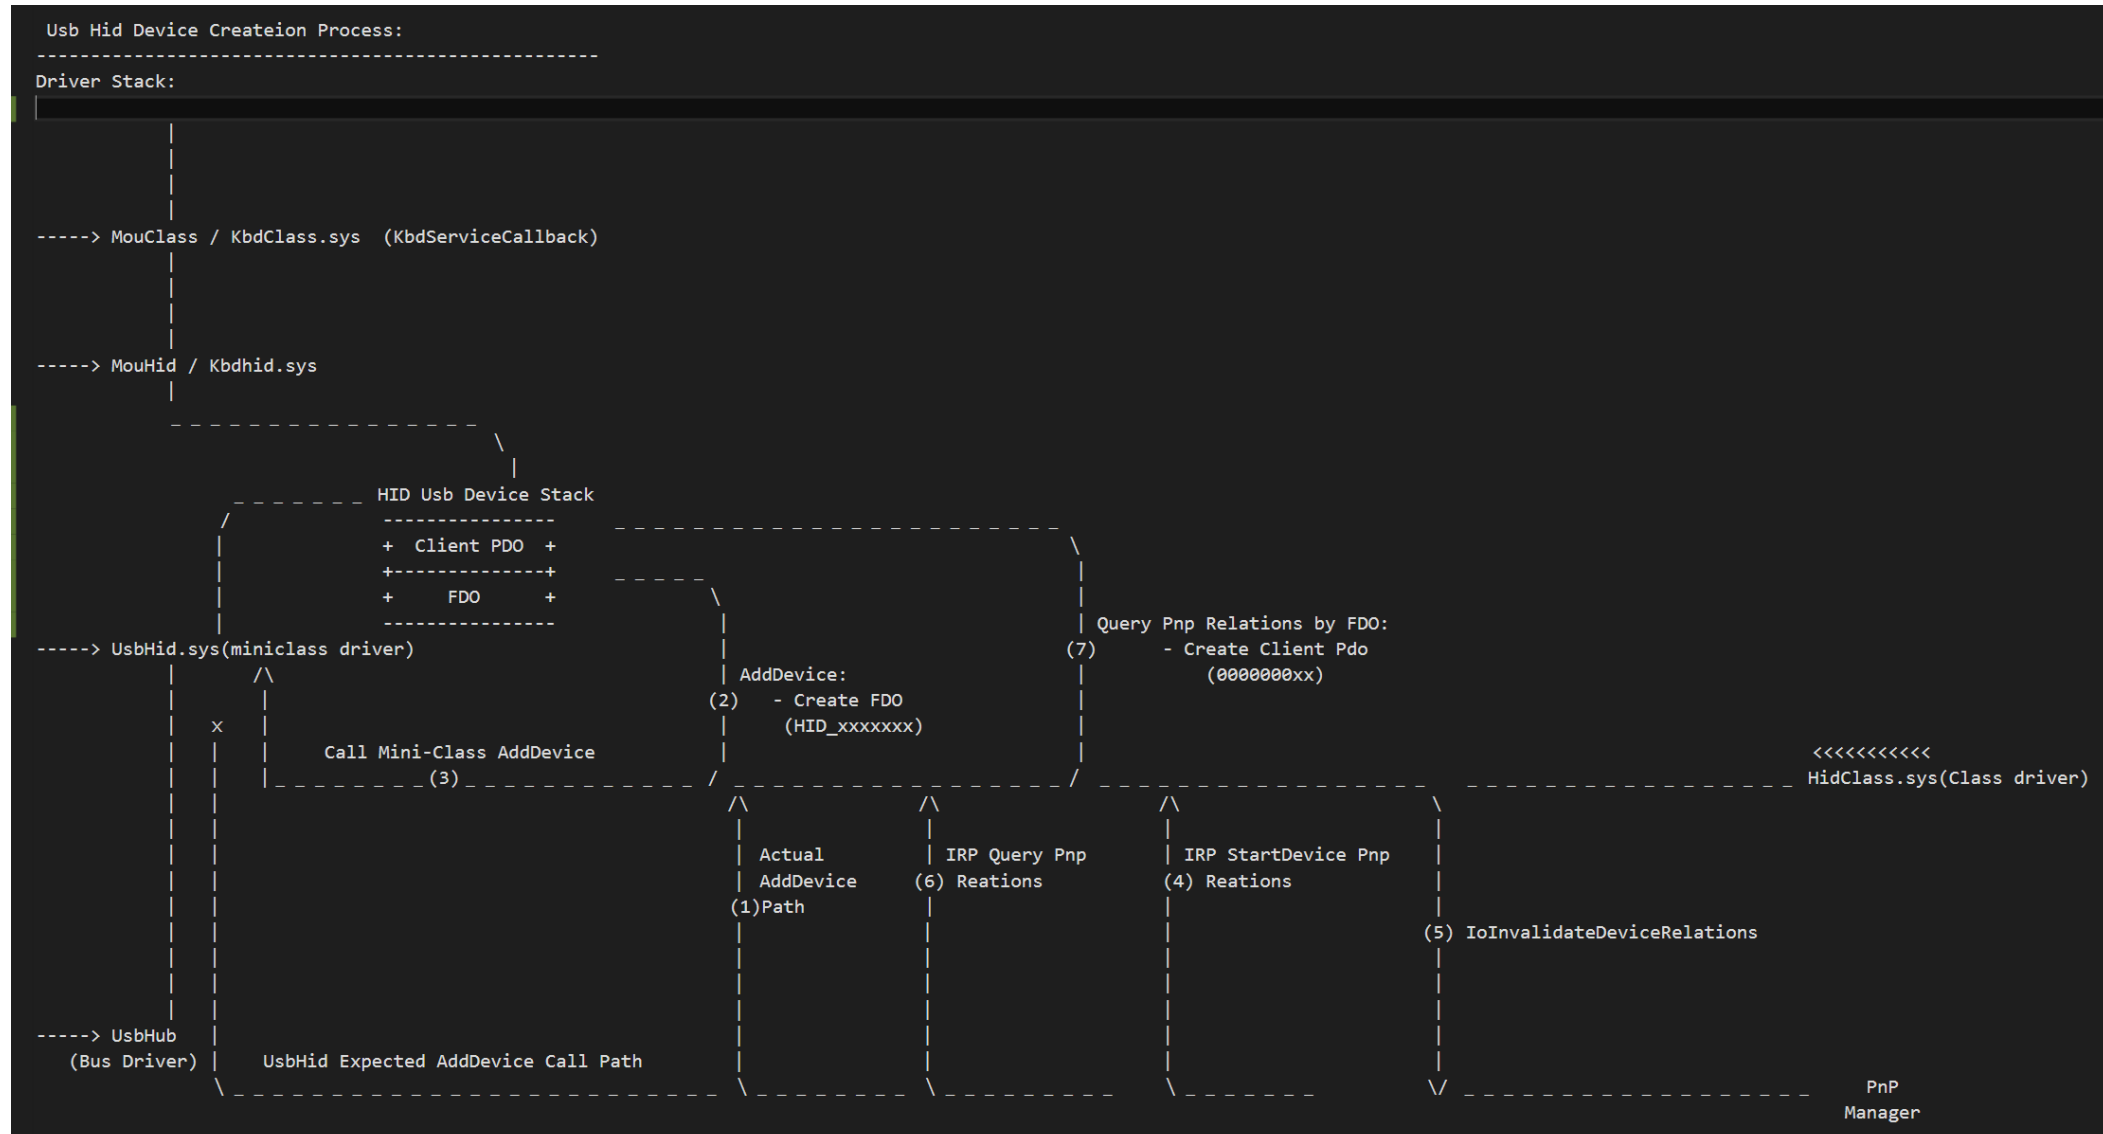 Usb Hid Device Createion Process:
----------------------------------------------------
Driver Stack:
-----> MouClass / KbdClass.sys  (KbdServiceCallback)
-----> MouHid / Kbdhid.sys
HID Usb Device Stack
----------------
+  Client PDO  +
+--------------+
+     FDO      +
----------------
Query Pnp Relations by FDO:
-----> UsbHid.sys(miniclass driver)
(7)      - Create Client Pdo
AddDevice:
(0000000xx)
(2)   - Create FDO
x
(HID_xxxxxxx)
Call Mini-Class AddDevice
<<<<<<<<<<<
(3)
HidClass.sys(Class driver)
Actual
IRP Query Pnp
IRP StartDevice Pnp
AddDevice
(6) Reations
(4) Reations
(1)Path
(5) IoInvalidateDeviceRelations
-----> UsbHub
(Bus Driver)
UsbHid Expected AddDevice Call Path
PnP
Manager